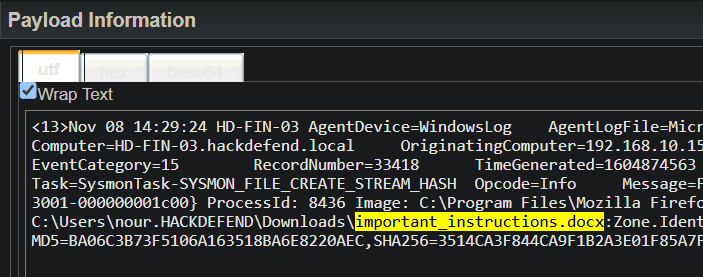 Payload Information
utf
hex
base64
Wrap Text
<13>Nov 08 14:29:24 HD-FIN-03 AgentDevice=WindowsLog AgentLogFile=Micr
Computer=HD-FIN-03.hackdefend.local OriginatingComputer=192.168.10.15
EventCategory=15 RecordNumber=33418 TimeGenerated=1604874563
Task=SysmonTask-SYSMON_FILE_CREATE_STREAM_HASH Opcode=Info Message=F
3001-000000001c00} ProcessId: 8436 Image: C:\Program Files\Mozilla Firefo
C:\Users\nour.HACKDEFEND\Downloads\important_instructions.docx:Zone.Ident
MD5=BA06C3B73F5106A163518BA6E8220AEC,SHA256=3514CA3F844CA9F1B2A3E01F85A7F